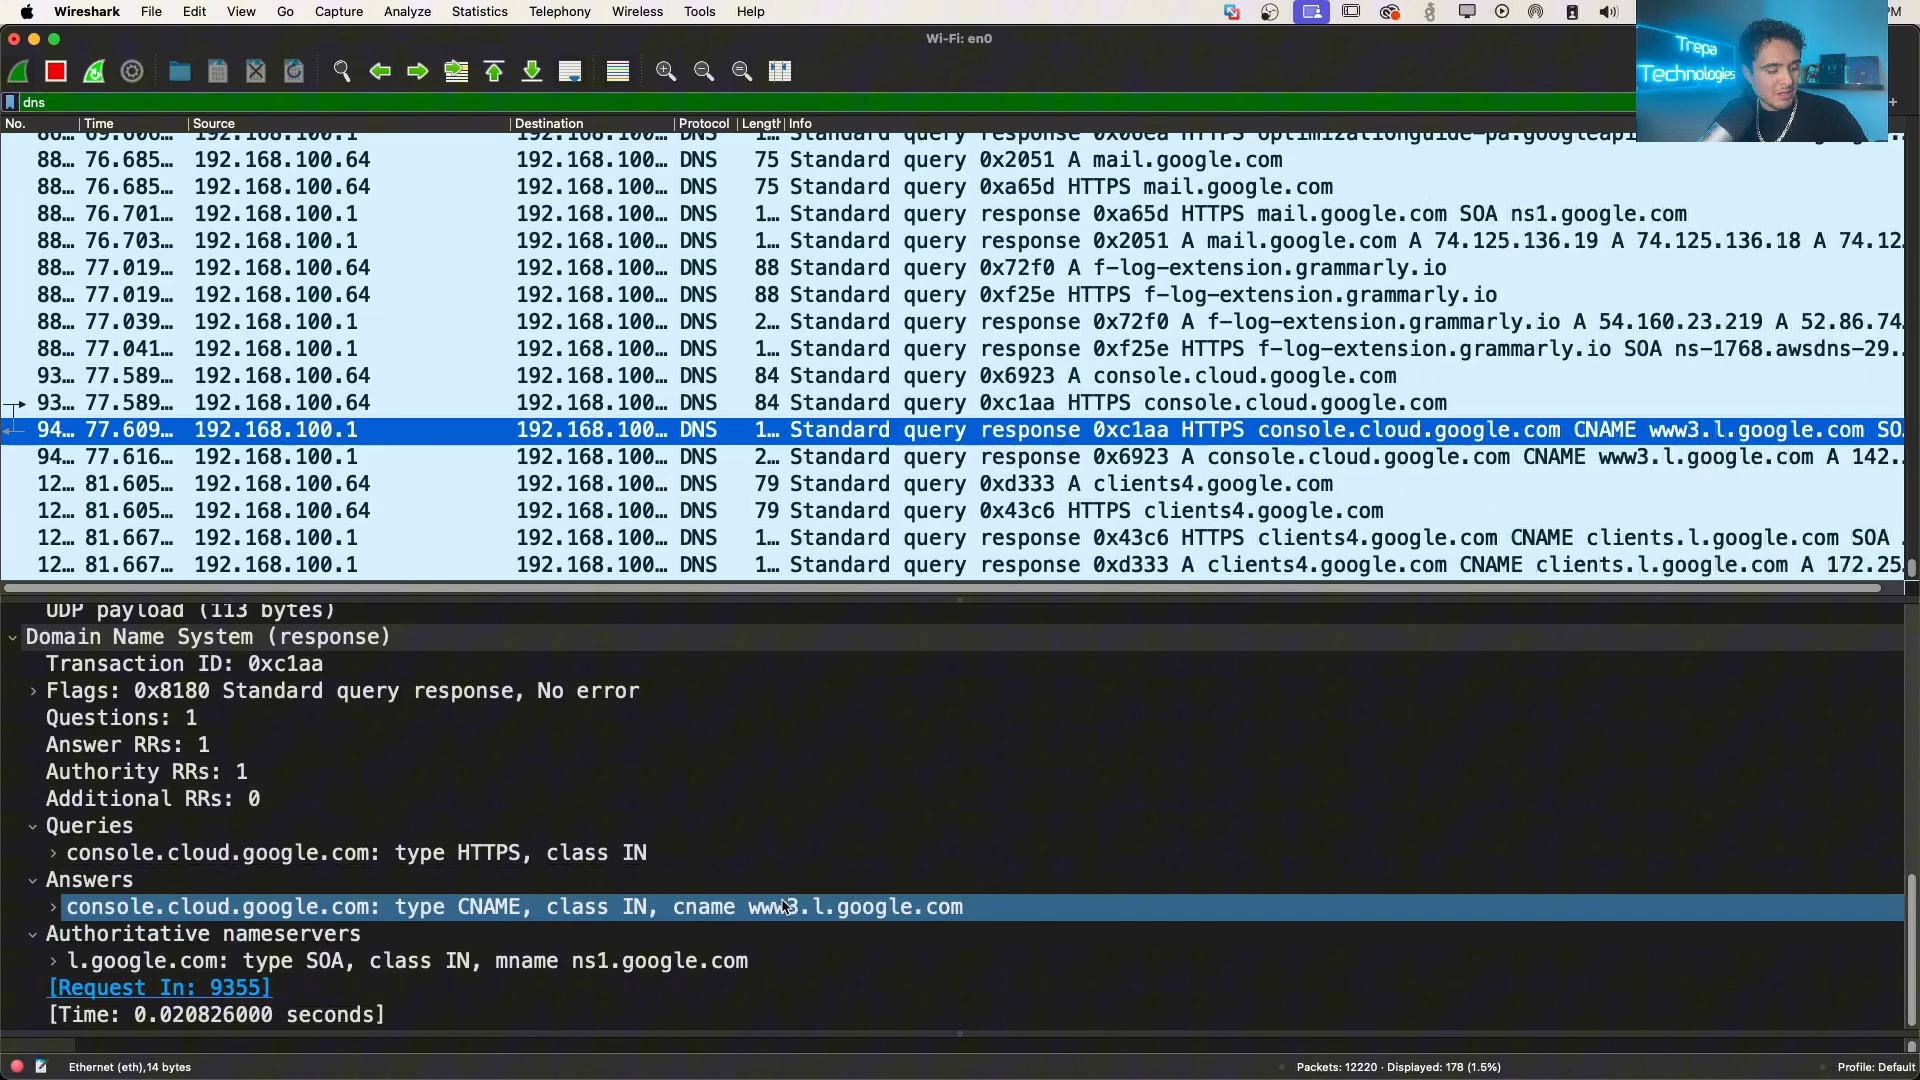 Wireshark File Edit View Go Capture Analyze Statistics Telephony Wireless Tools Help
PM
Wi-Fi: en0
Trepa
Technologies
dns
No. Time Source Destination Protocol Length Info
192.168.100.1 192.168.100… DNS 1… Standard query response HTTPS
88… 76.685… 192.168.100.64 192.168.100… DNS 75 Standard query 0x2051 A mail.google.com
88… 76.685… 192.168.100.64 192.168.100… DNS 75 Standard query 0xa65d HTTPS mail.google.com
88… 76.701… 192.168.100.1 192.168.100… DNS 1… Standard query response 0xa65d HTTPS mail.google.com SOA ns1.google.com
88… 76.703… 192.168.100.1 192.168.100… DNS 1… Standard query response 0x2051 A mail.google.com A 74.125.136.19 A 74.125.136.18 A 74.12…
88… 77.019… 192.168.100.64 192.168.100… DNS 88 Standard query 0x72f0 A f-log-extension.grammarly.io
88… 77.019… 192.168.100.64 192.168.100… DNS 88 Standard query 0xf25e HTTPS f-log-extension.grammarly.io
88… 77.039… 192.168.100.1 192.168.100… DNS 2… Standard query response 0x72f0 A f-log-extension.grammarly.io A 54.160.23.219 A 52.86.74…
88… 77.041… 192.168.100.1 192.168.100… DNS 1… Standard query response 0xf25e HTTPS f-log-extension.grammarly.io SOA ns-1768.awsdns-29…
93… 77.589… 192.168.100.64 192.168.100… DNS 84 Standard query 0x6923 A console.cloud.google.com
93… 77.589… 192.168.100.64 192.168.100… DNS 84 Standard query 0xc1aa HTTPS console.cloud.google.com
94… 77.609… 192.168.100.1 192.168.100… DNS 1… Standard query response 0xc1aa HTTPS console.cloud.google.com CNAME www3.l.google.com SO…
94… 77.616… 192.168.100.1 192.168.100… DNS 2… Standard query response 0x6923 A console.cloud.google.com CNAME www3.l.google.com A 142…
12… 81.605… 192.168.100.64 192.168.100… DNS 79 Standard query 0xd333 A clients4.google.com
12… 81.605… 192.168.100.64 192.168.100… DNS 79 Standard query 0x43c6 HTTPS clients4.google.com
12… 81.667… 192.168.100.1 192.168.100… DNS 1… Standard query response 0x43c6 HTTPS clients4.google.com CNAME clients.l.google.com SOA …
12… 81.667… 192.168.100.1 192.168.100… DNS 1… Standard query response 0xd333 A clients4.google.com CNAME clients.l.google.com A 172.25…
UDP payload (113 bytes)
Domain Name System (response)
Transaction ID: 0xc1aa
Flags: 0x8180 Standard query response, No error
Questions: 1
Answer RRs: 1
Authority RRs: 1
Additional RRs: 0
Queries
console.cloud.google.com: type HTTPS, class IN
Answers
console.cloud.google.com: type CNAME, class IN, cname www3.l.google.com
Authoritative nameservers
l.google.com: type SOA, class IN, mname ns1.google.com
[Request In: 9355]
[Time: 0.020826000 seconds]
Ethernet (eth),14 bytes Packets: 12220 · Displayed: 178 (1.5%) Profile: Default